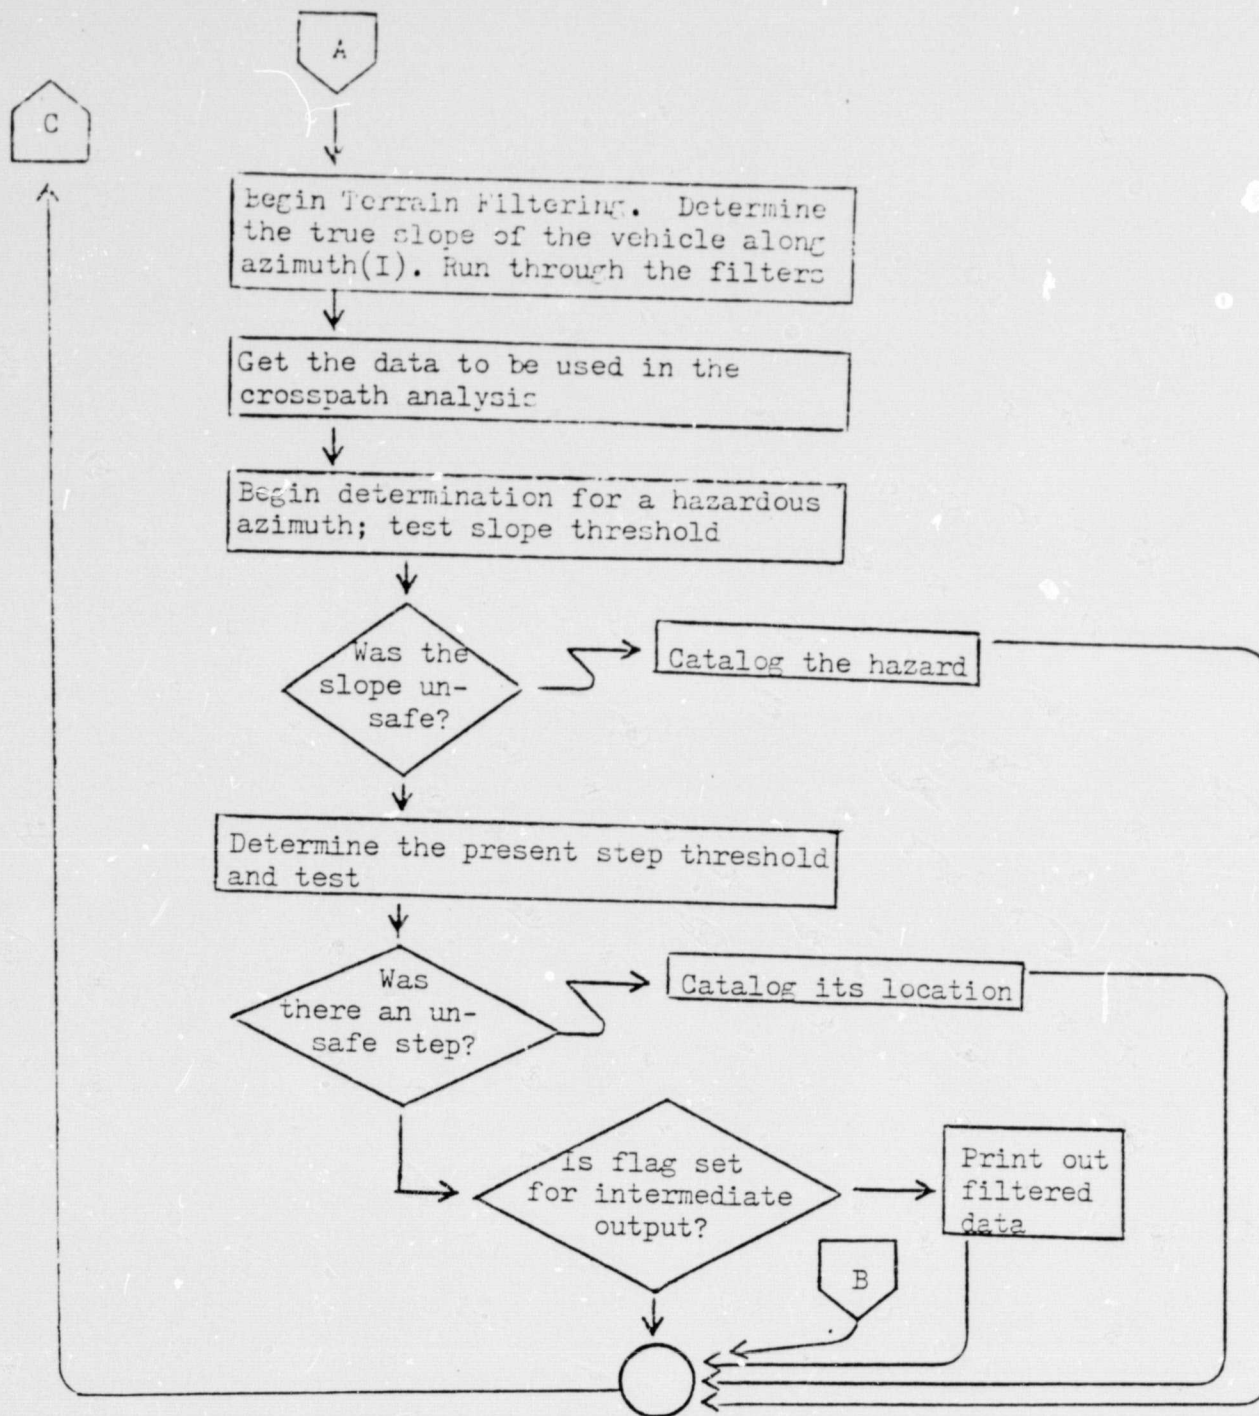 A
C
Begin Terrain Filtering. Determine
the true slope of the vehicle along
azimuth(I). Run through the filters
Get the data to be used in the
crosspath analysis
Begin determination for a hazardous
azimuth; test slope threshold
Was the
slope un-
safe?
Catalog the hazard
Determine the present step threshold
and test
Was
there an un-
safe step?
Catalog its location
Is flag set
for intermediate
output?
Print out
filtered
data
B